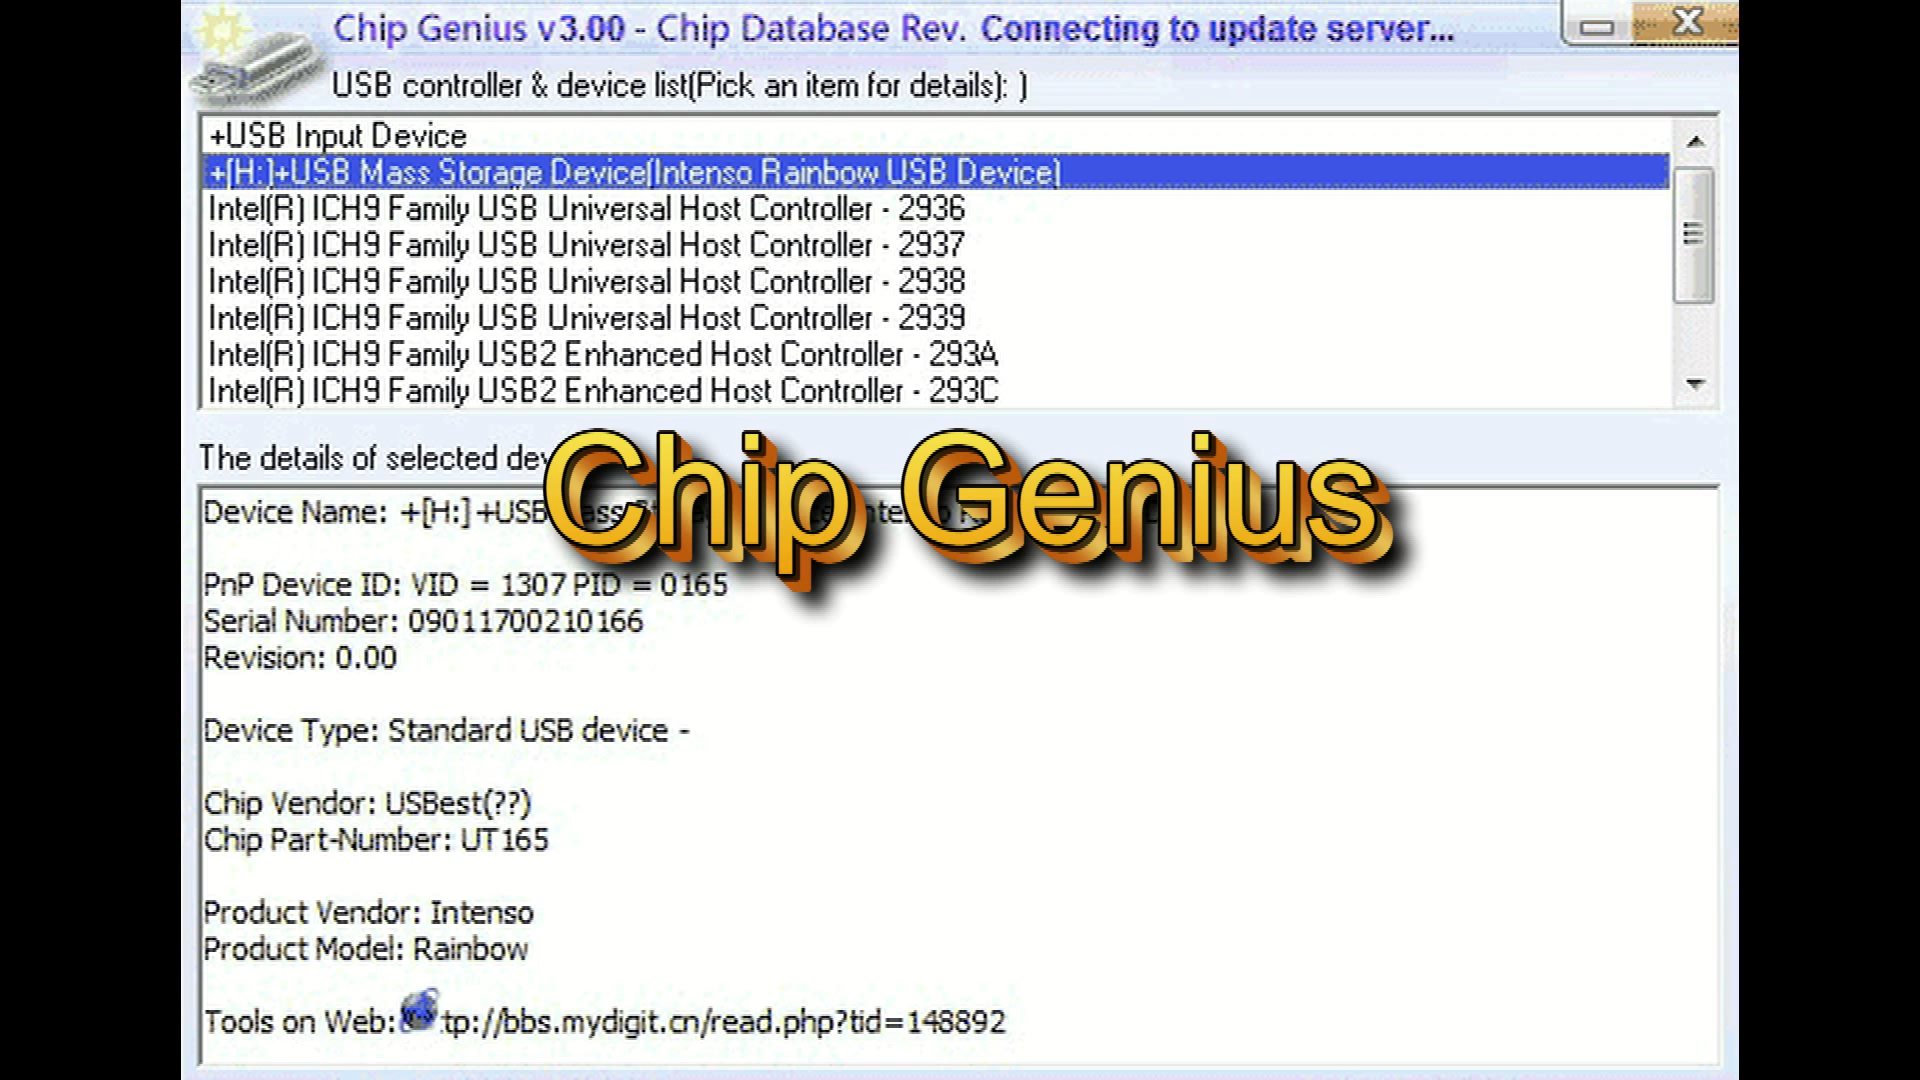 Chip Genius v3.00 - Chip Database Rev. Connecting to update server...
USB controller & device list(Pick an item for details): )
+USB Input Device
+[H:]+USB Mass Storage Device(Intenso Rainbow USB Device)
Intel(R) ICH9 Family USB Universal Host Controller - 2936
Intel(R) ICH9 Family USB Universal Host Controller - 2937
Intel(R) ICH9 Family USB Universal Host Controller - 2938
Intel(R) ICH9 Family USB Universal Host Controller - 2939
Intel(R) ICH9 Family USB2 Enhanced Host Controller - 293A
Intel(R) ICH9 Family USB2 Enhanced Host Controller - 293C
The details of selected
Chip Genius
Device Name: +[H:]+USB
PnP Device ID: VID = 1307 PID = 0165
Serial Number: 09011700210166
Revision: 0.00
Device Type: Standard USB device -
Chip Vendor: USBest(??)
Chip Part-Number: UT165
Product Vendor: Intenso
Product Model: Rainbow
Tools on Web: tp://bbs.mydigit.cn/read.php?tid=148892